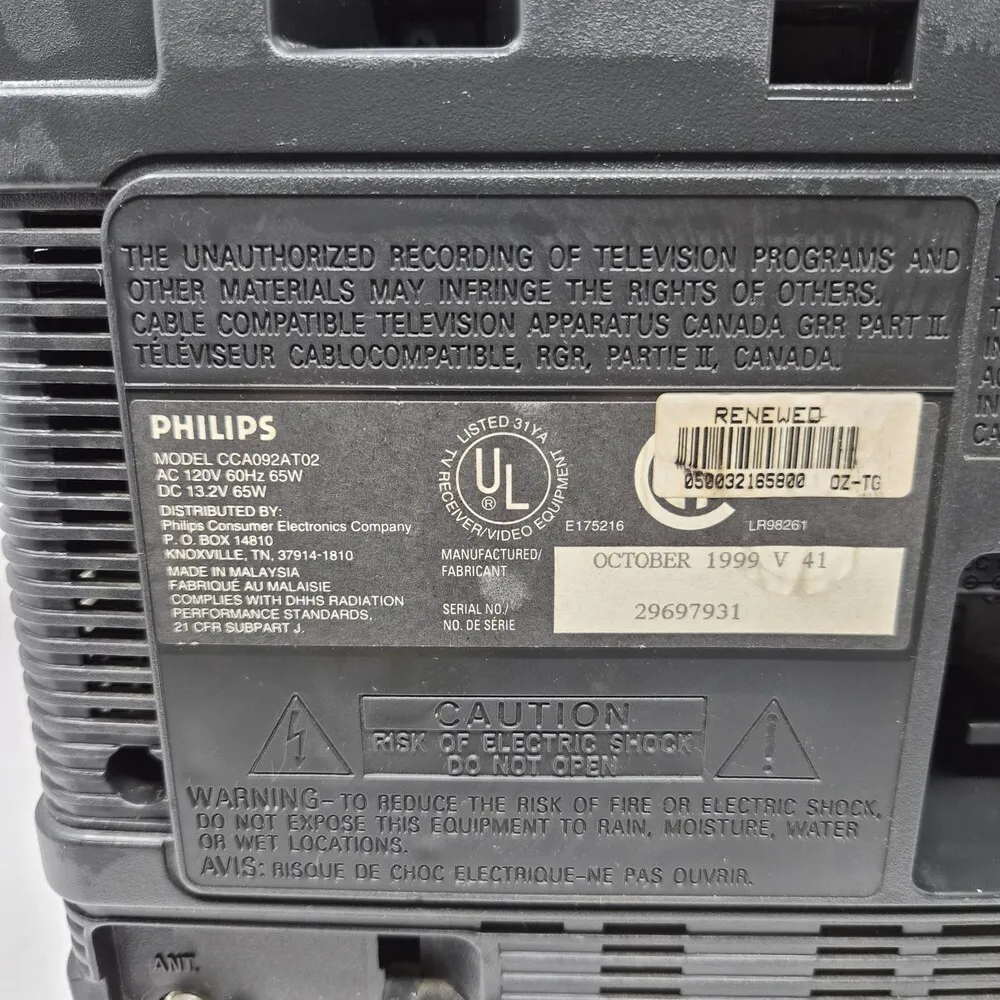 THE UNAUTHORIZED RECORDING OF TELEVISION PROGRAMS AND
OTHER MATERIALS MAY INFRINGE THE RIGHTS OF OTHERS.
CABLE COMPATIBLE TELEVISION APPARATUS CANADA GRR PART II.
TÉLÉVISEUR CABLOCOMPATIBLE, RGR, PARTIE II, CANADA.
PHILIPS
MODEL CCA092AT02
AC 120V 60Hz 65W
DC 13.2V 65W
DISTRIBUTED BY:
Philips Consumer Electronics Company
P. O. BOX 14810
KNOXVILLE, TN. 37914-1810
MADE IN MALAYSIA
FABRIQUÉ AU MALAISIE
COMPLIES WITH DHHS RADIATION
PERFORMANCE STANDARDS,
21 CFR SUBPART J.
LISTED 31YA
UL
®
TV RECEIVER/VIDEO EQUIPMENT
E175216
RENEWED
050032165800 OZ-TG
LR98261
MANUFACTURED/
FABRICANT
OCTOBER 1999 V 41
SERIAL NO./
NO. DE SÉRIE
29697931
CAUTION
RISK OF ELECTRIC SHOCK
DO NOT OPEN
WARNING-TO REDUCE THE RISK OF FIRE OR ELECTRIC SHOCK,
DO NOT EXPOSE THIS EQUIPMENT TO RAIN, MOISTURE, WATER
OR WET LOCATIONS.
AVIS: RISQUE DE CHOC ELECTRIQUE-NE PAS OUVRIR.
ANT.